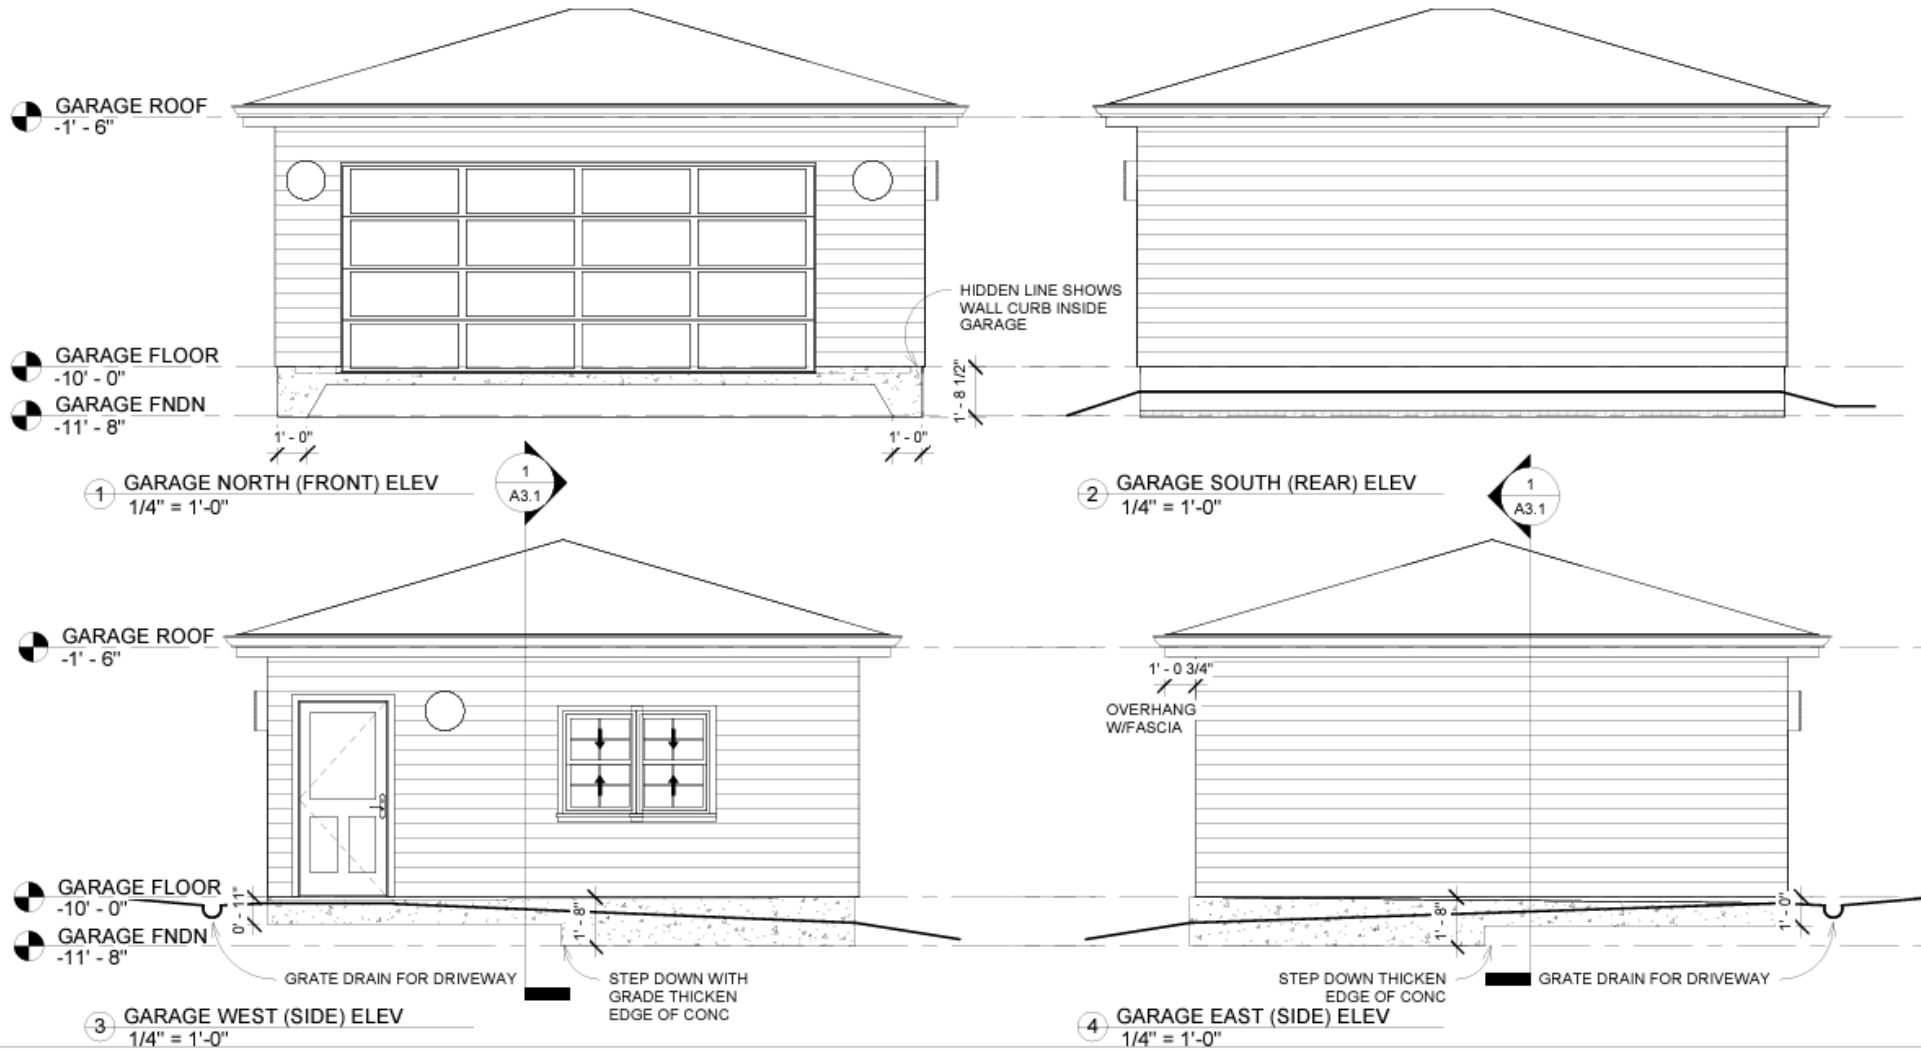 GARAGE ROOF
-1' - 6"
HIDDEN LINE SHOWS
WALL CURB INSIDE
GARAGE
GARAGE FLOOR
-10' - 0"
1' - 8 1/2"
GARAGE FNDN
-11' - 8"
1' - 0"
1' - 0"
1
GARAGE NORTH (FRONT) ELEV
1/4" = 1'-0"
1
A3.1
2
GARAGE SOUTH (REAR) ELEV
1/4" = 1'-0"
1
A3.1
GARAGE ROOF
-1' - 6"
1' - 0 3/4"
OVERHANG
W/FASCIA
GARAGE FLOOR
-10' - 0"
0' - 11"
1' - 8"
1' - 8"
1' - 0"
GARAGE FNDN
-11' - 8"
GRATE DRAIN FOR DRIVEWAY
STEP DOWN WITH
GRADE THICKEN
EDGE OF CONC
STEP DOWN THICKEN
EDGE OF CONC
GRATE DRAIN FOR DRIVEWAY
3
GARAGE WEST (SIDE) ELEV
1/4" = 1'-0"
4
GARAGE EAST (SIDE) ELEV
1/4" = 1'-0"